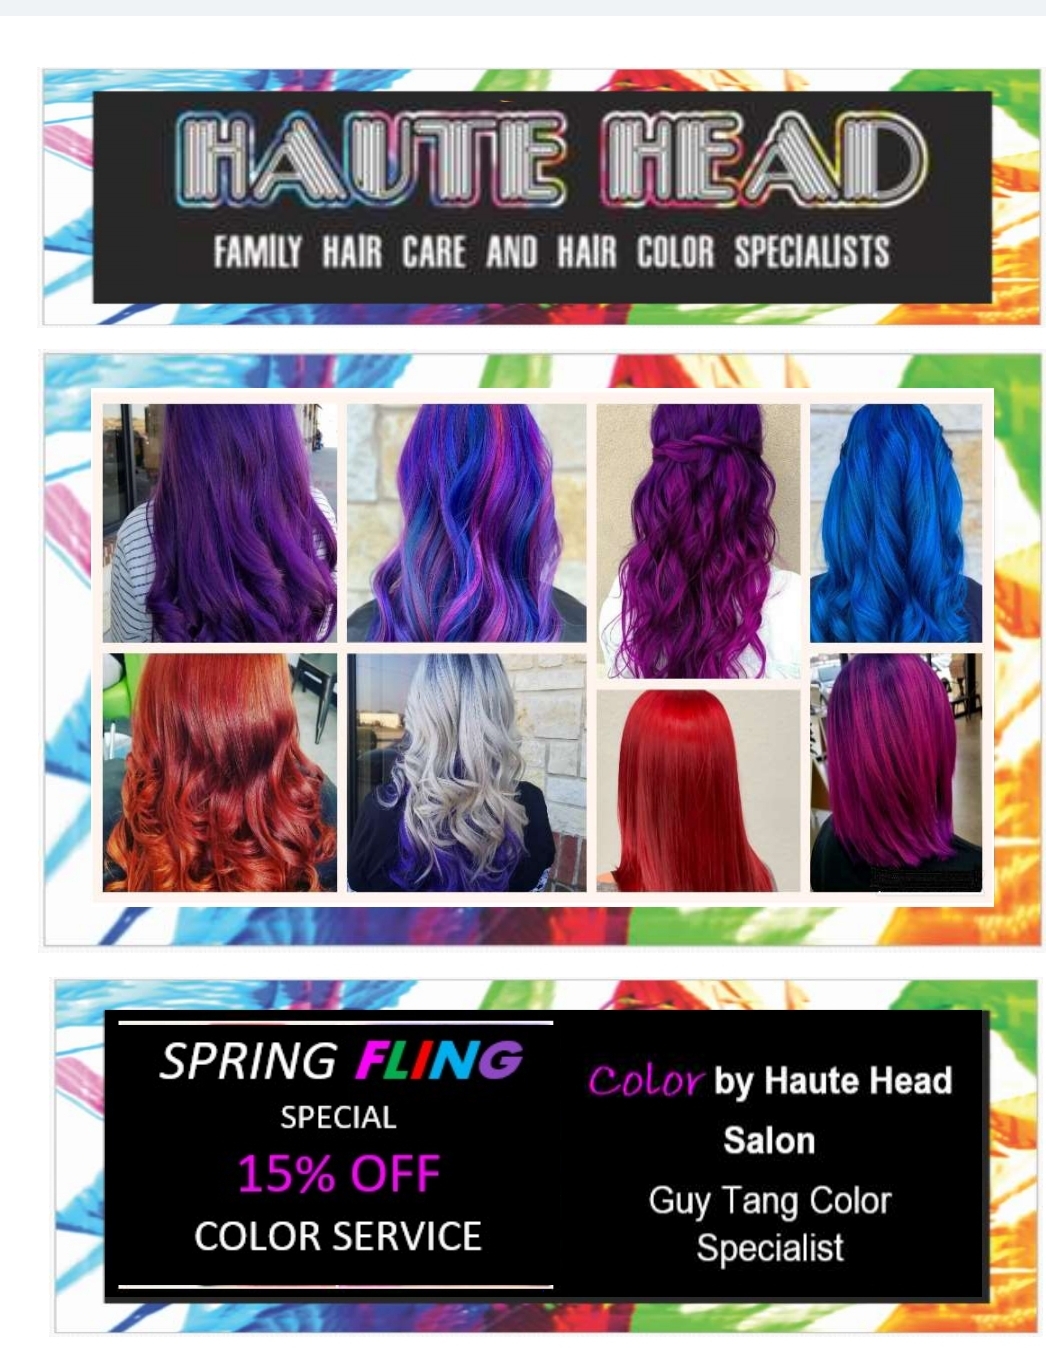 HAUTE HEAD
FAMILY HAIR CARE AND HAIR COLOR SPECIALISTS
SPRING FLING
SPECIAL
15% OFF
COLOR SERVICE
Color by Haute Head
Salon
Guy Tang Color
Specialist